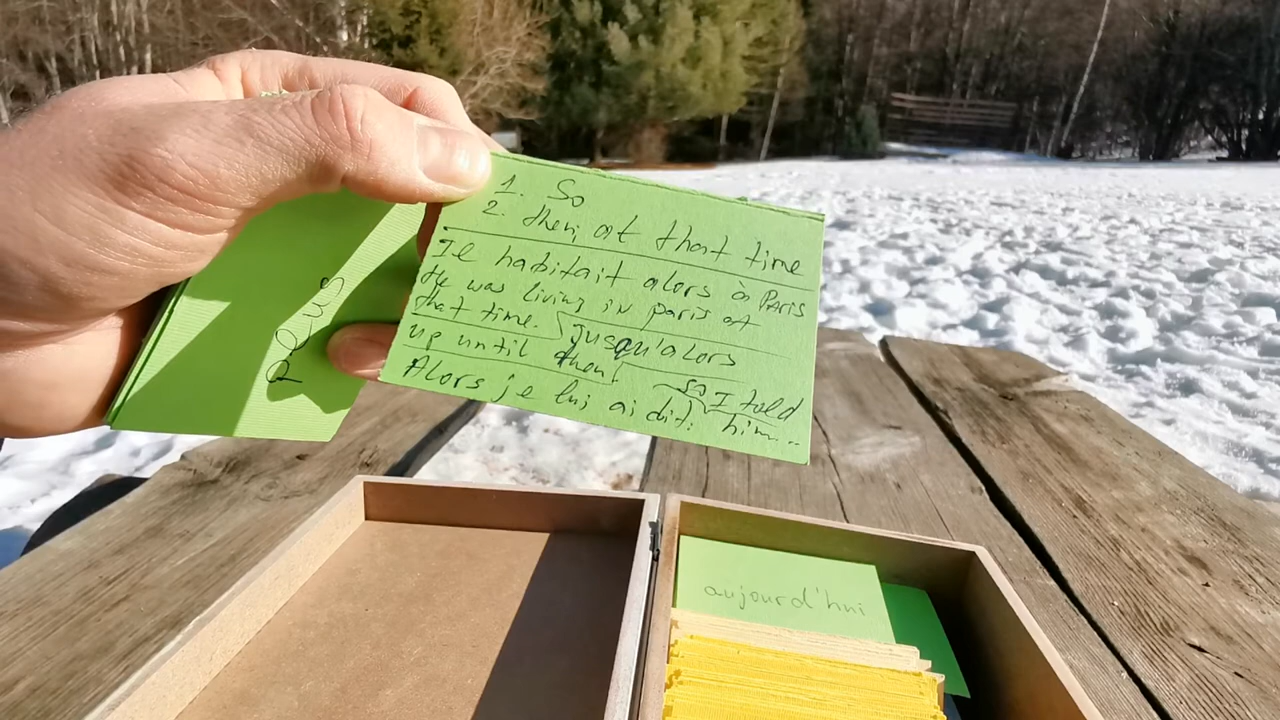 1. So
2. then, at that time
Il habitait alors à PARis
He was living in paris at
that time. jusqu'alors
up until then!
so I told
Alors je lui ai dit: him...
plus
aujourd'hui